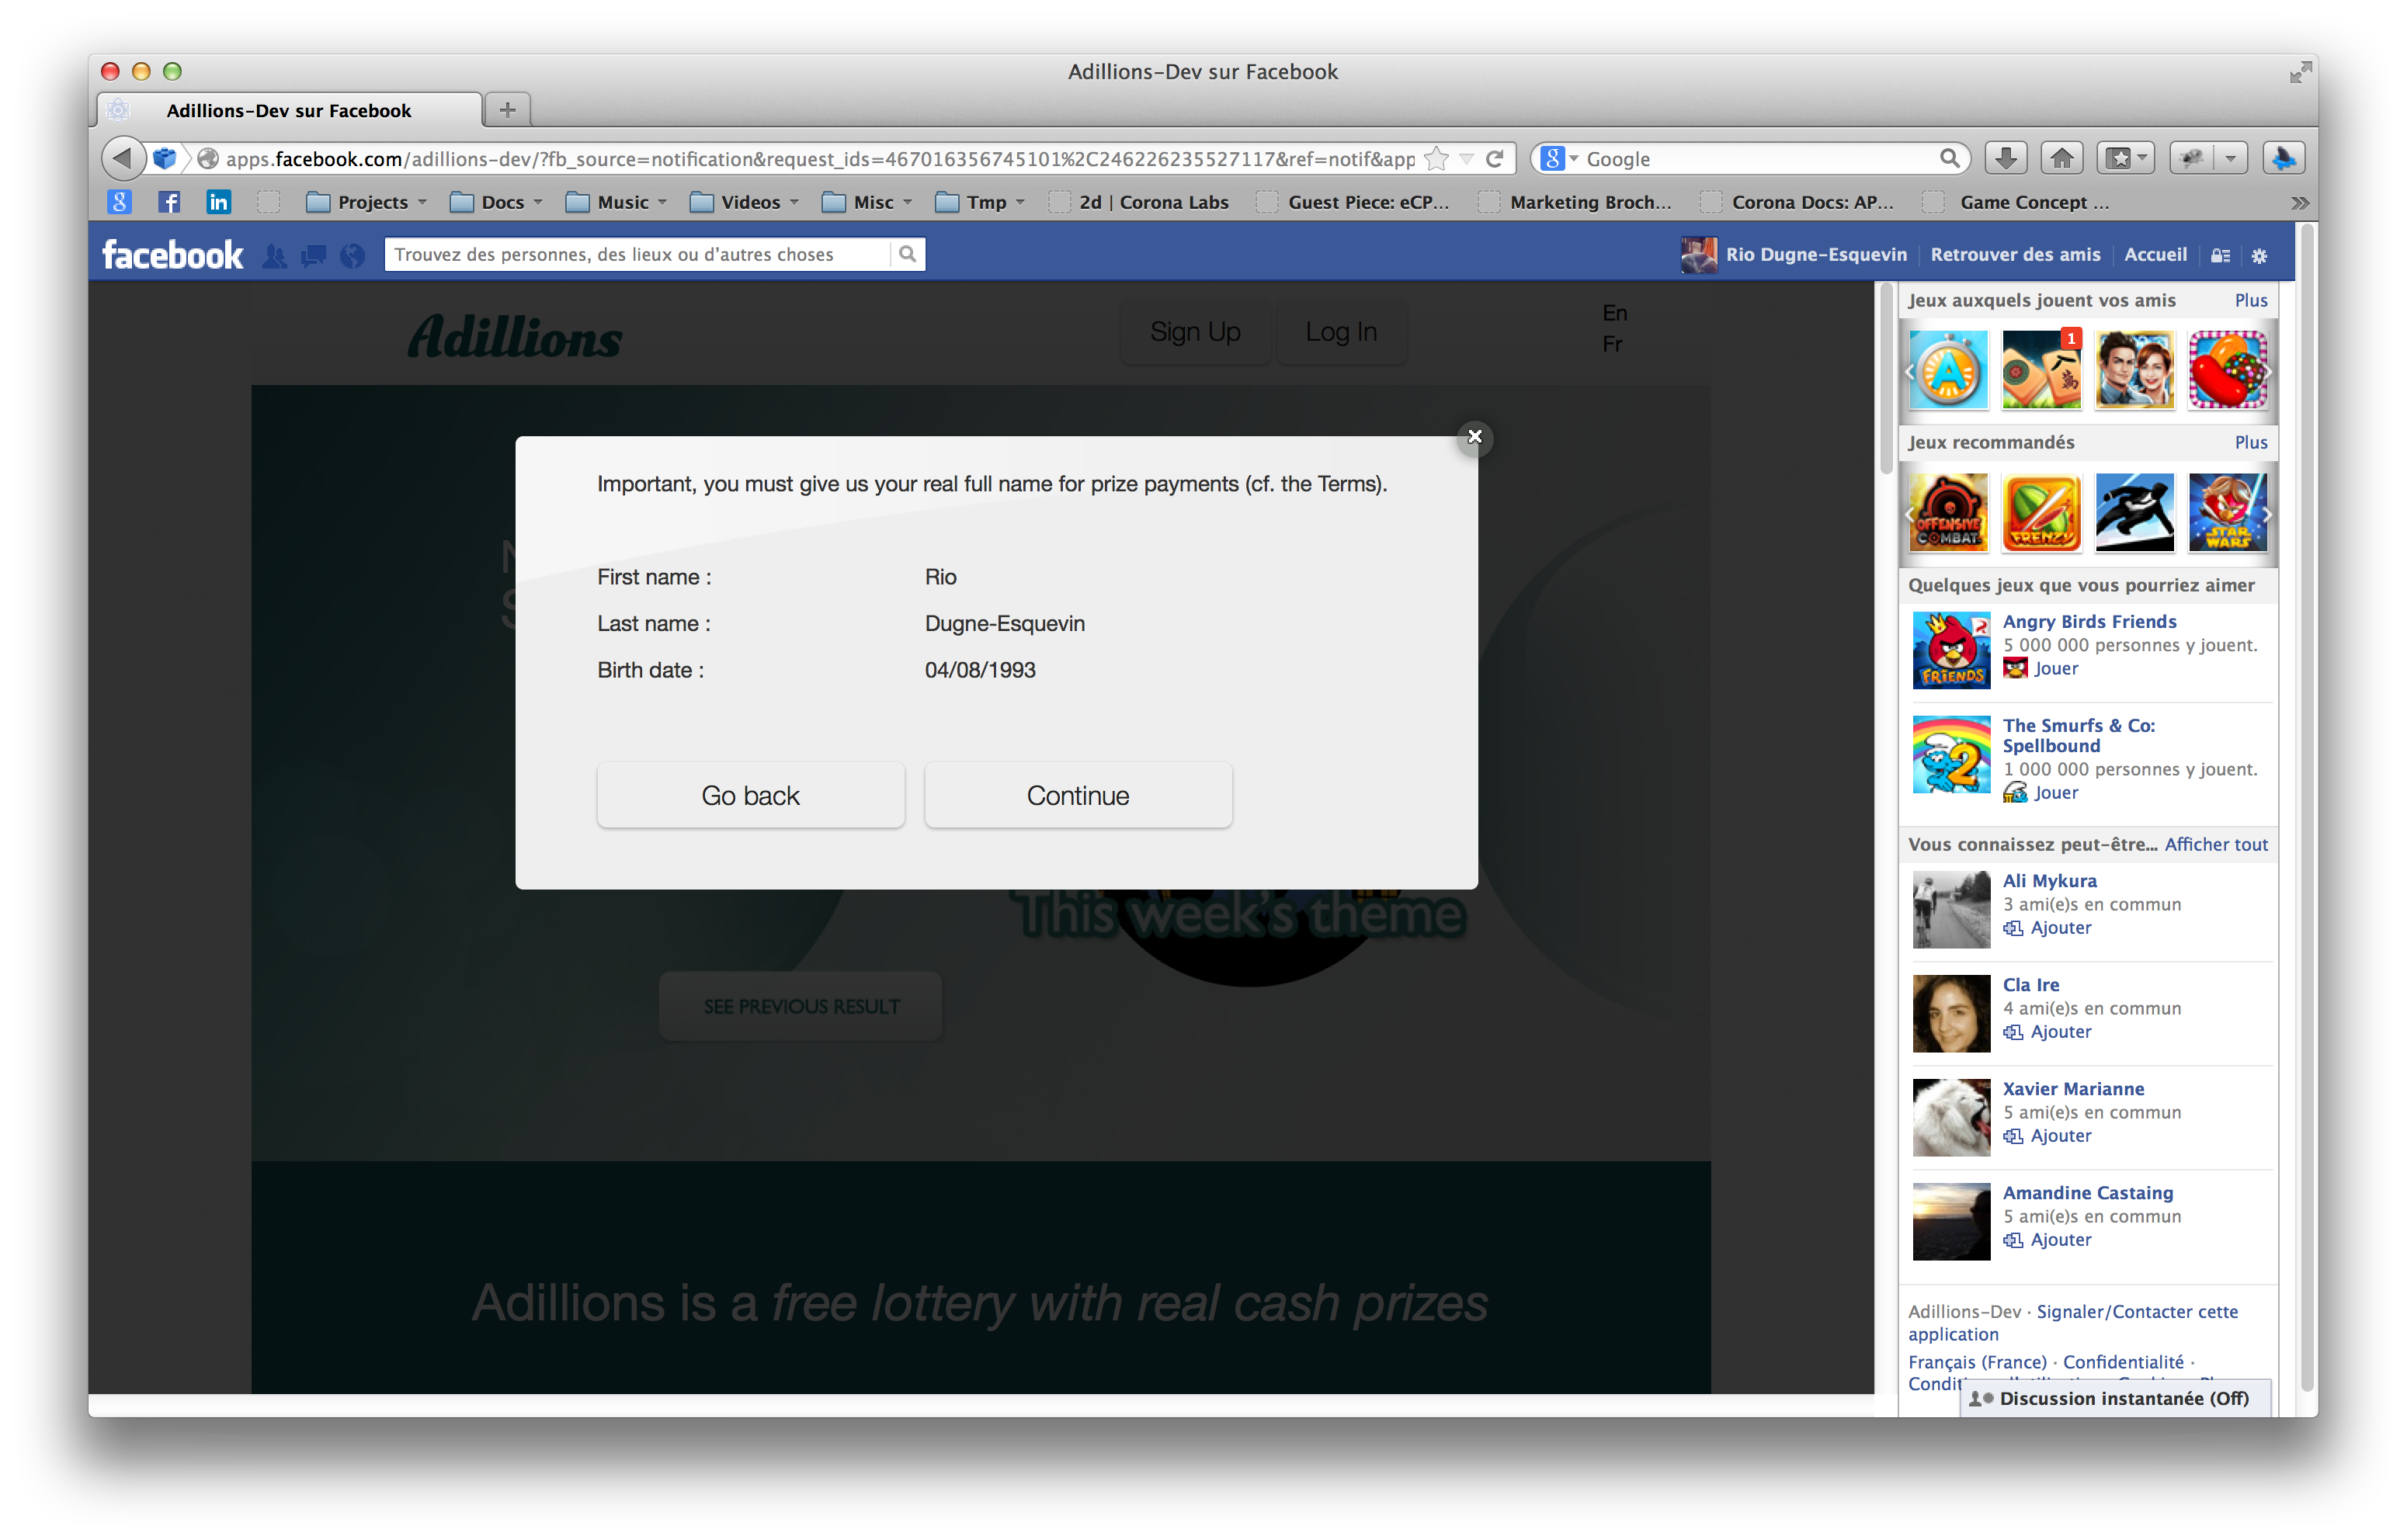 Adillions-Dev sur Facebook
Adillions-Dev sur Facebook
apps.facebook.com/adillions-dev/?fb_source=notification&request_ids=467016356745101%2C246226235527117&ref=notif&app
Google
Projects
Docs
Music
Videos
Misc
Tmp
2d | Corona Labs
Guest Piece: eCP...
Marketing Broch...
Corona Docs: AP...
Game Concept ...
facebook
Trouvez des personnes, des lieux ou d'autres choses
Rio Dugne-Esquevin
Retrouver des amis
Accueil
Adillions
Sign Up
Log In
En
Fr
Important, you must give us your real full name for prize payments (cf. the Terms).
First name :
Rio
Last name :
Dugne-Esquevin
Birth date :
04/08/1993
Go back
Continue
This week's theme
SEE PREVIOUS RESULT
Adillions is a free lottery with real cash prizes
Jeux auxquels jouent vos amis
Plus
1
A
Jeux recommandés
Plus
OFFENSIVE
COMBAT
FRENZY
STAR
WARS
Quelques jeux que vous pourriez aimer
FRIENDS
Angry Birds Friends
5 000 000 personnes y jouent.
Jouer
2
The Smurfs & Co:
Spellbound
1 000 000 personnes y jouent.
Jouer
Vous connaissez peut-être...
Afficher tout
Ali Mykura
3 ami(e)s en commun
Ajouter
Cla Ire
4 ami(e)s en commun
Ajouter
Xavier Marianne
5 ami(e)s en commun
Ajouter
Amandine Castaing
5 ami(e)s en commun
Ajouter
Adillions-Dev · Signaler/Contacter cette
application
Français (France) · Confidentialité ·
Discussion instantanée (Off)